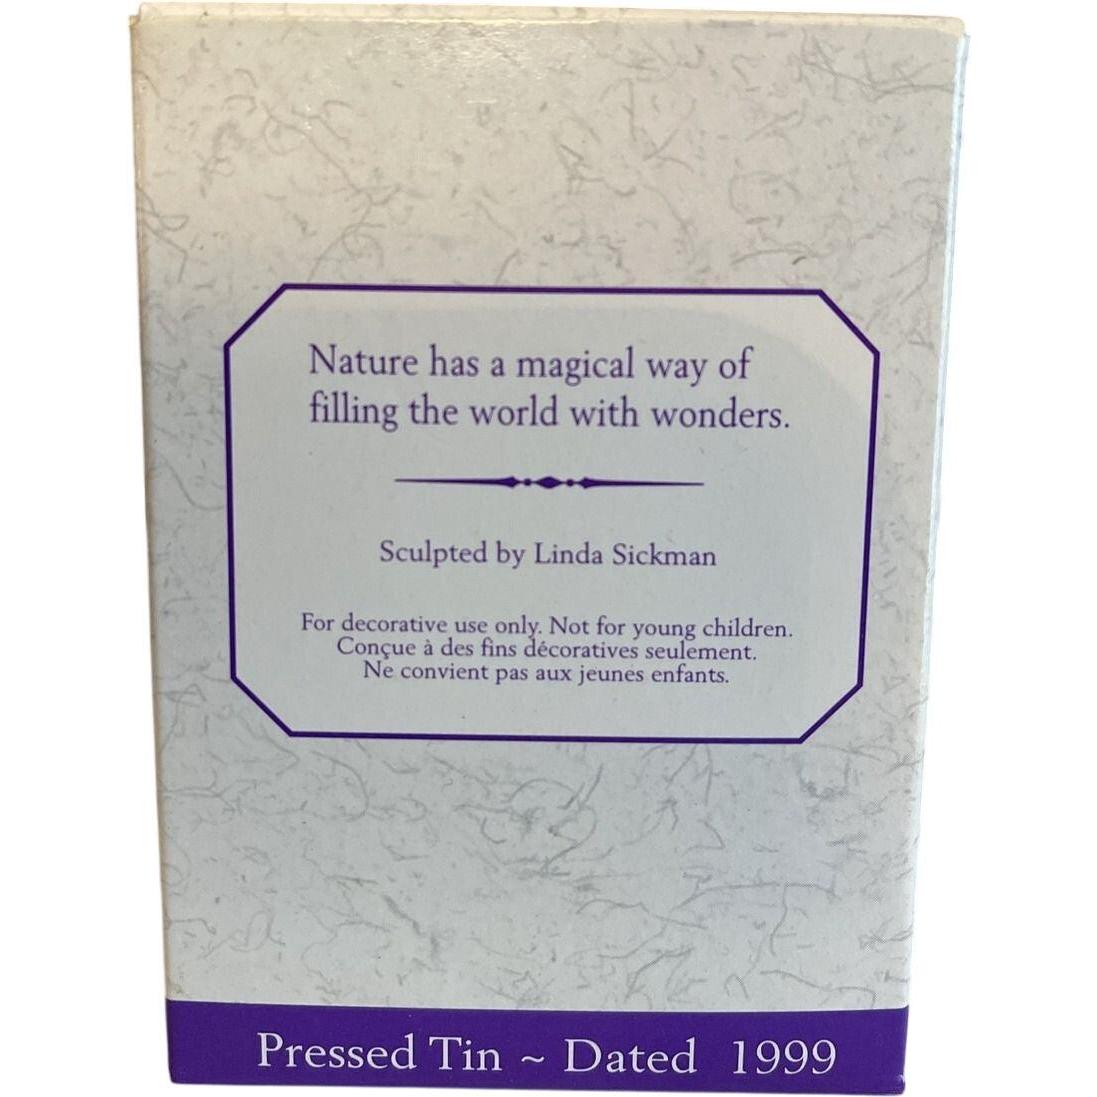 Nature has a magical way of
filling the world with wonders.
Sculpted by Linda Sickman
For decorative use only. Not for young children.
Conçue à des fins décoratives seulement.
Ne convient pas aux jeunes enfants.
Pressed Tin ~ Dated 1999